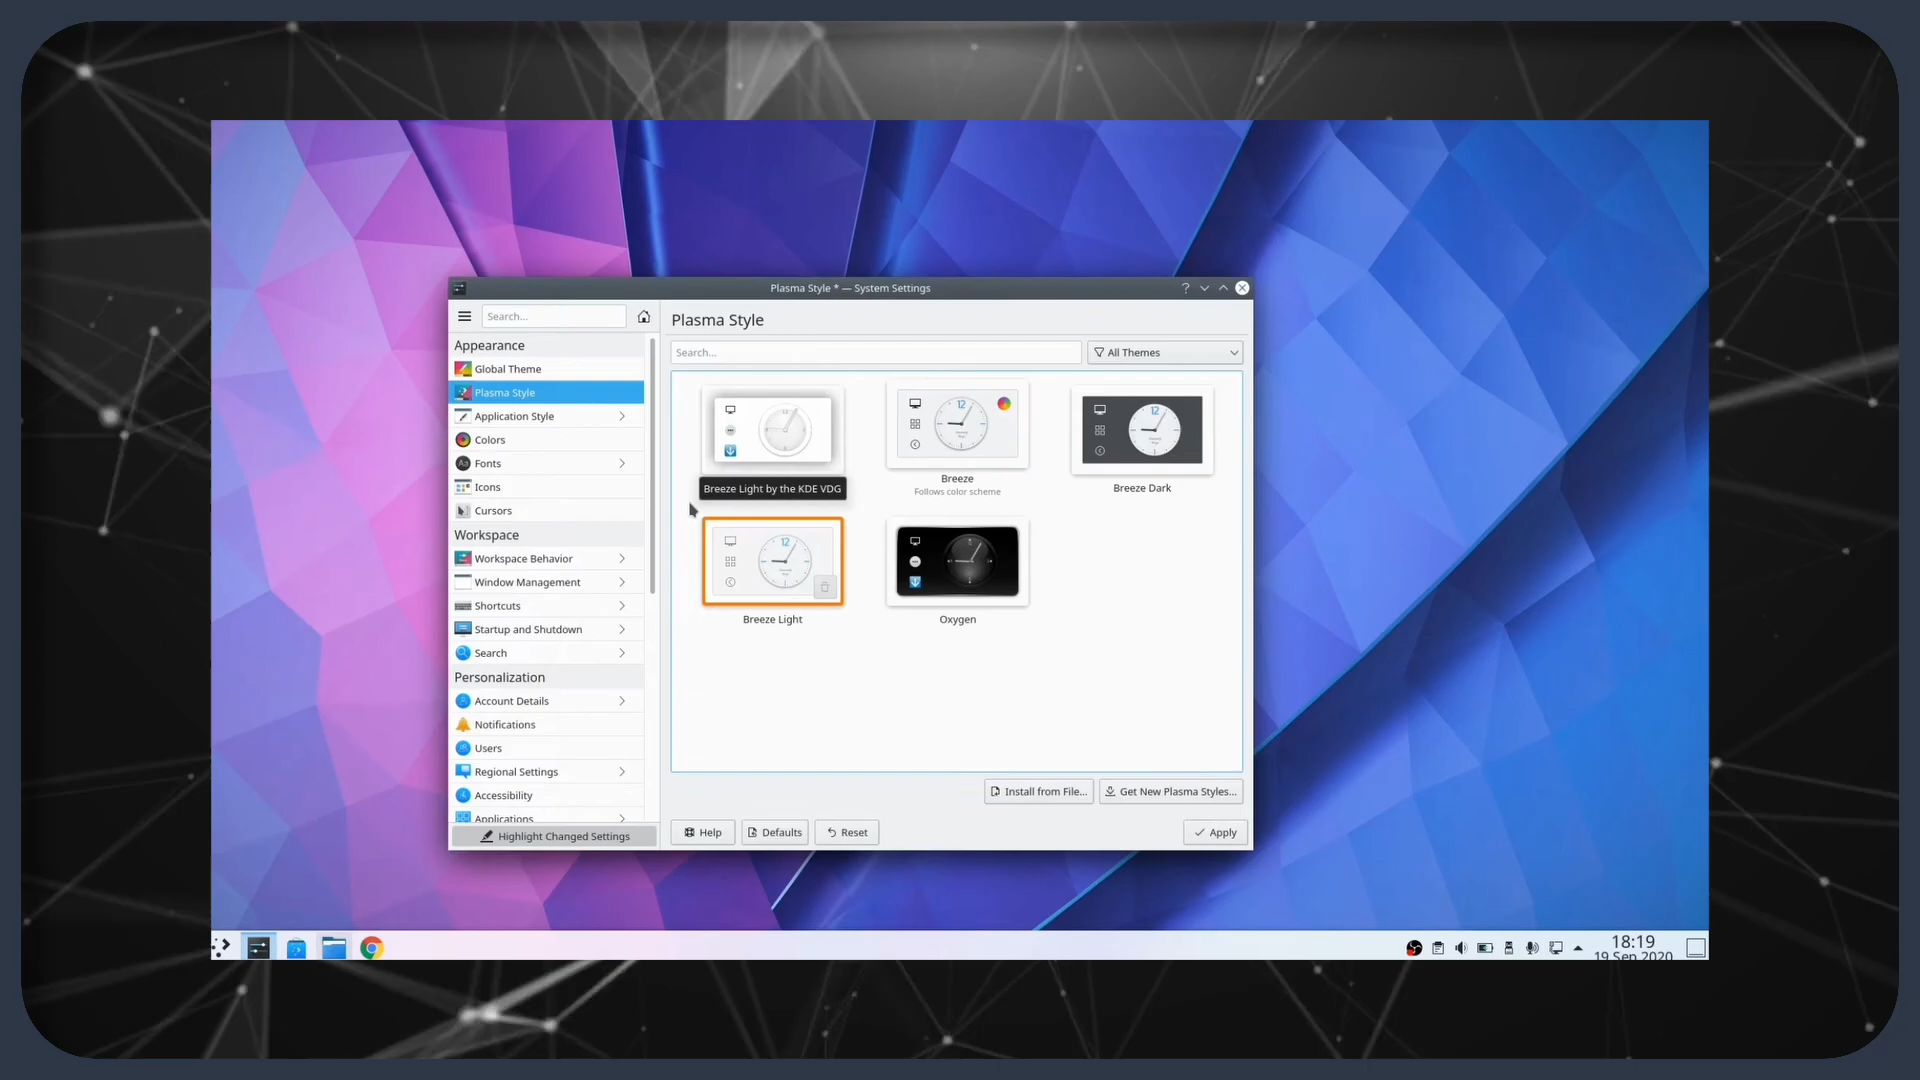 Plasma Style * — System Settings
Search...
Appearance
Global Theme
Plasma Style
Application Style
Colors
Fonts
Icons
Cursors
Workspace
Workspace Behavior
Window Management
Shortcuts
Startup and Shutdown
Search
Personalization
Account Details
Notifications
Users
Regional Settings
Accessibility
Applications
Highlight Changed Settings
Plasma Style
Search...
All Themes
Breeze Light by the KDE VDG
Breeze
Follows color scheme
Breeze Dark
Breeze Light
Oxygen
12
12
12
Install from File...
Get New Plasma Styles...
Help
Defaults
Reset
Apply
18:19
19 Sep 2020